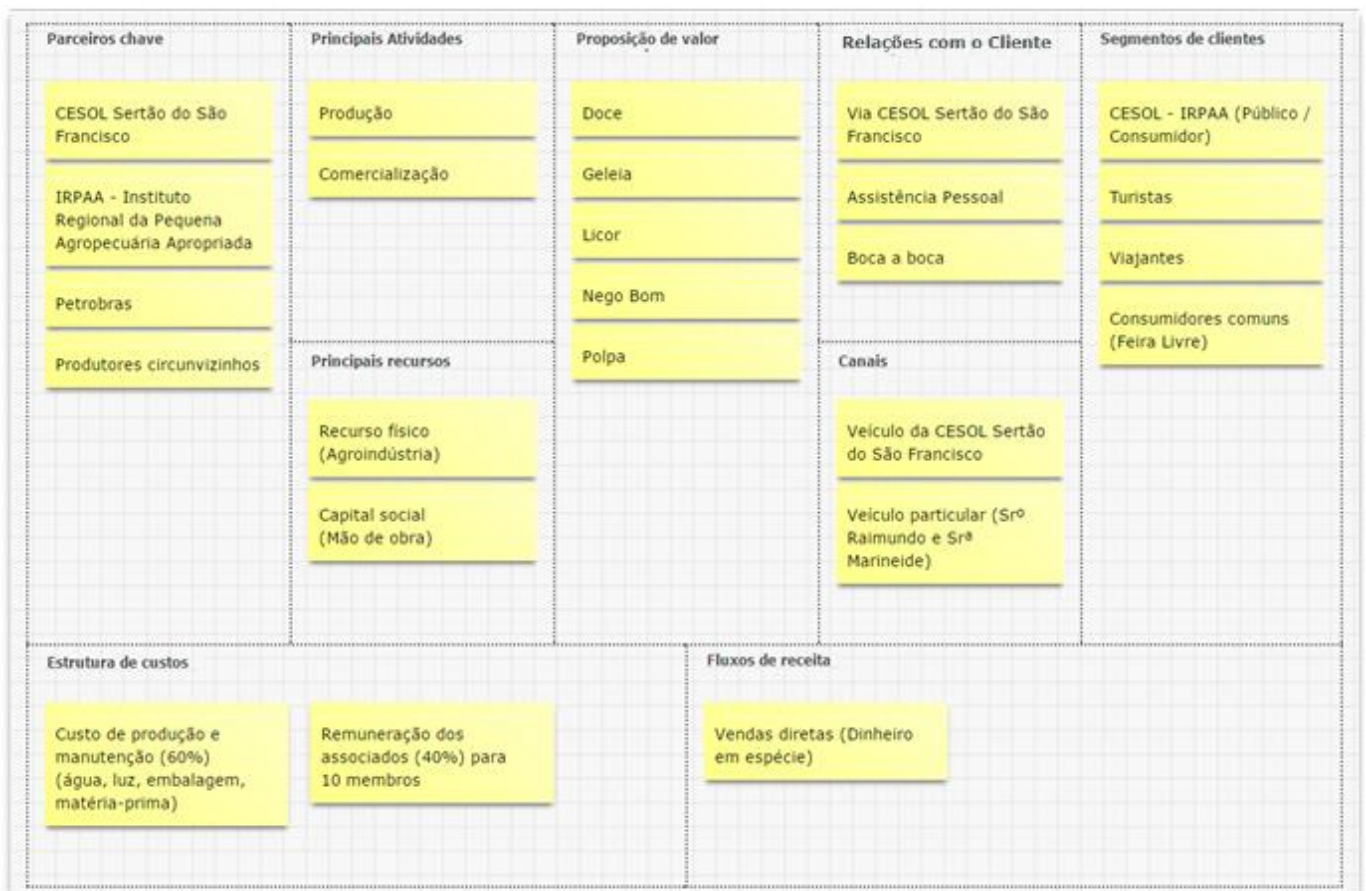 Parceiros chave
CESOL Sertão do São
Francisco
IRPAA - Instituto
Regional da Pequena
Agropecuária Apropriada
Petrobras
Produtores circunvizinhos
Principais Atividades
Produção
Comercialização
Principais recursos
Recurso físico
(Agroindústria)
Capital social
(Mão de obra)
Proposição de valor
Doce
Geleia
Licor
Nego Bom
Polpa
Relações com o Cliente
Via CESOL Sertão do São
Francisco
Assistência Pessoal
Boca a boca
Canais
Veículo da CESOL Sertão
do São Francisco
Veículo particular (Srº
Raimundo e Srª
Marineide)
Segmentos de clientes
CESOL - IRPAA (Público /
Consumidor)
Turistas
Viajantes
Consumidores comuns
(Feira Livre)
Estrutura de custos
Custo de produção e
manutenção (60%)
(água, luz, embalagem,
matéria-prima)
Remuneração dos
associados (40%) para
10 membros
Fluxos de receita
Vendas diretas (Dinheiro
em espécie)